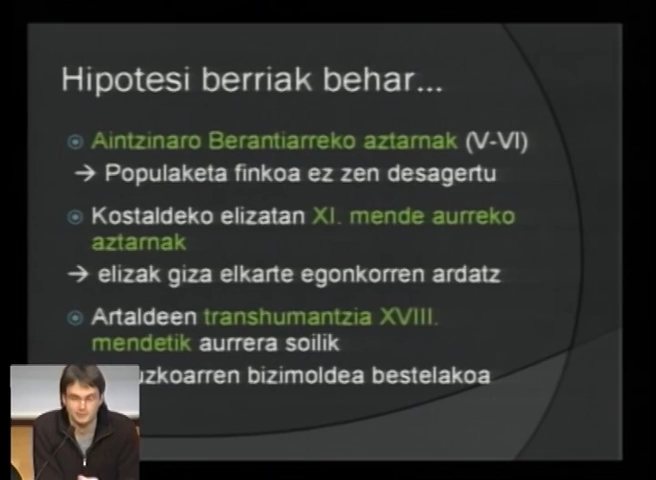 Hipotesi berriak behar...
Aintzinaro Berantiarreko aztarnak (V-VI)
→ Populaketa finkoa ez zen desagertu
Kostaldeko elizatan XI. mende aurreko
aztarnak
→ elizak giza elkarte egonkorren ardatz
Artaldeen transhumantzia XVIII.
mendetik aurrera soilik
bizimoldea bestelakoa